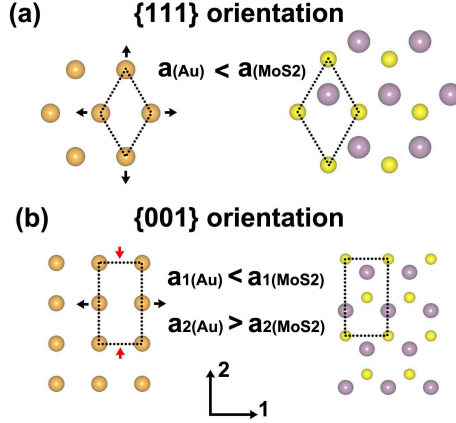 (a) {111} orientation
a(Au) < a(MoS2)
(b) {001} orientation
a1(Au) < a1(MoS2)
a2(Au) > a2(MoS2)
2
1